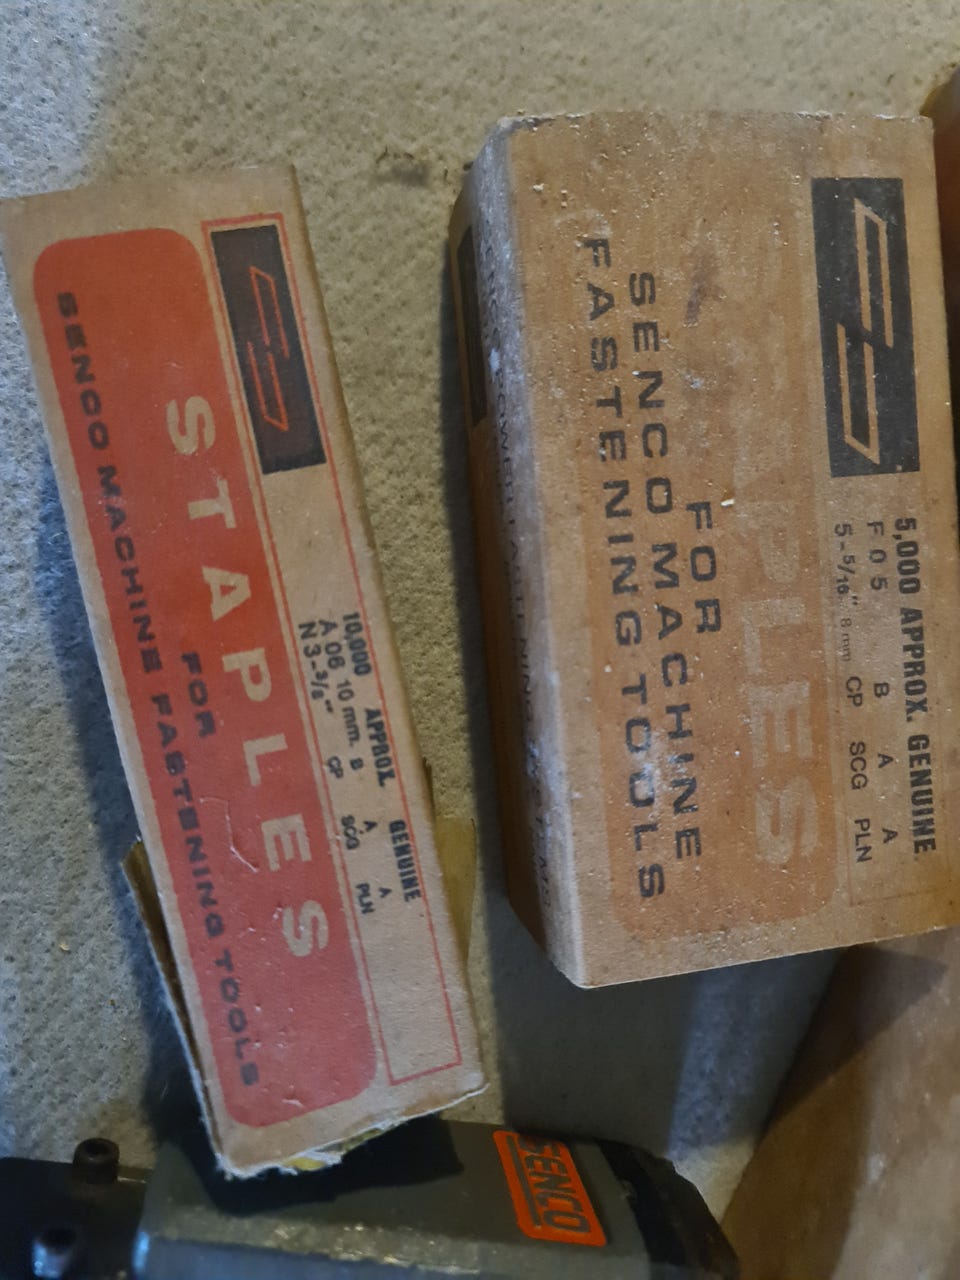 STAPLES
FOR
SENCO MACHINE FASTENING TOOLS
10,000 APPROX. GENUINE
A 06 10 mm. B A A
N 3-3/8" CP SCG PLN
5,000 APPROX. GENUINE
F 0 5 B A A
5-5/16" 8 mm CP SCG PLN
STAPLES
FOR
SENCO MACHINE
FASTENING TOOLS
SENCO